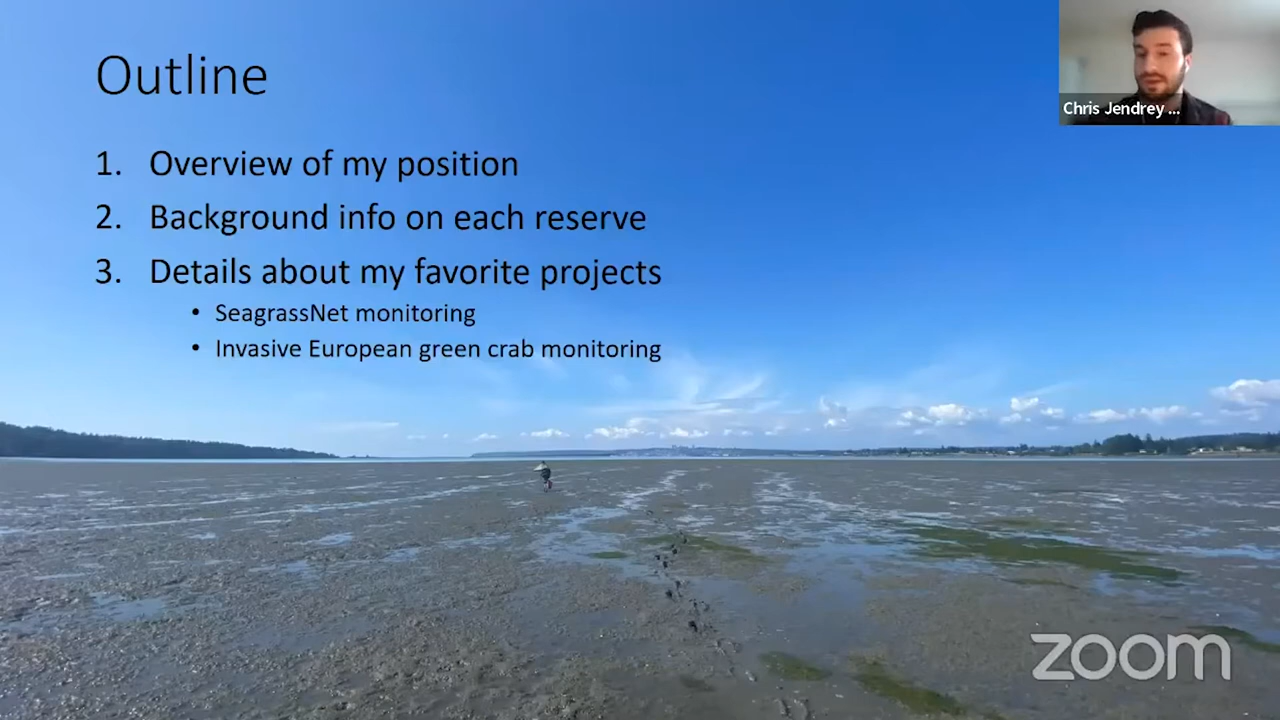 Outline
1. Overview of my position
2. Background info on each reserve
3. Details about my favorite projects
• SeagrassNet monitoring
• Invasive European green crab monitoring
Chris Jendrey ...
zoom